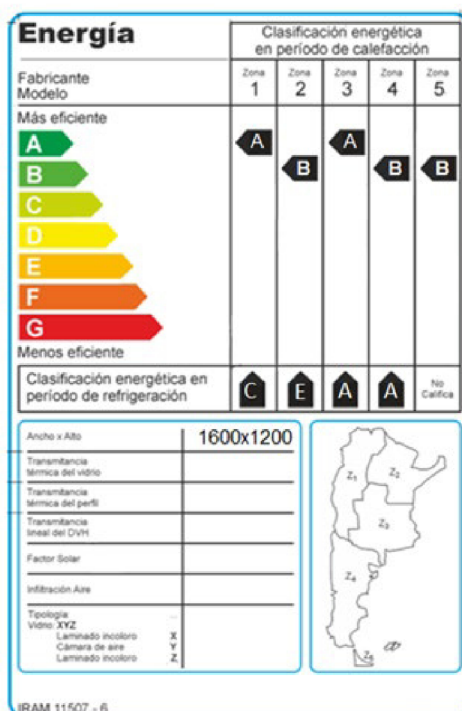 Energía
Clasificación energética
en período de calefacción
Fabricante
Modelo
Zona
1
Zona
2
Zona
3
Zona
4
Zona
5
Más eficiente
A
B
C
D
E
F
G
A
B
A
B
B
Menos eficiente
Clasificación energética en
período de refrigeración
C
E
A
A
No
Califica
Ancho x Alto
1600x1200
Transmitancia
térmica del vidrio
Transmitancia
térmica del perfil
Transmitancia
lineal del DVH
Factor Solar
Infiltración Aire
Tipología
Vidrio: XYZ
Laminado incoloro X
Cámara de aire Y
Laminado incoloro Z
Z1
Z2
Z3
Z4
Z5
IRAM 11507 - 6